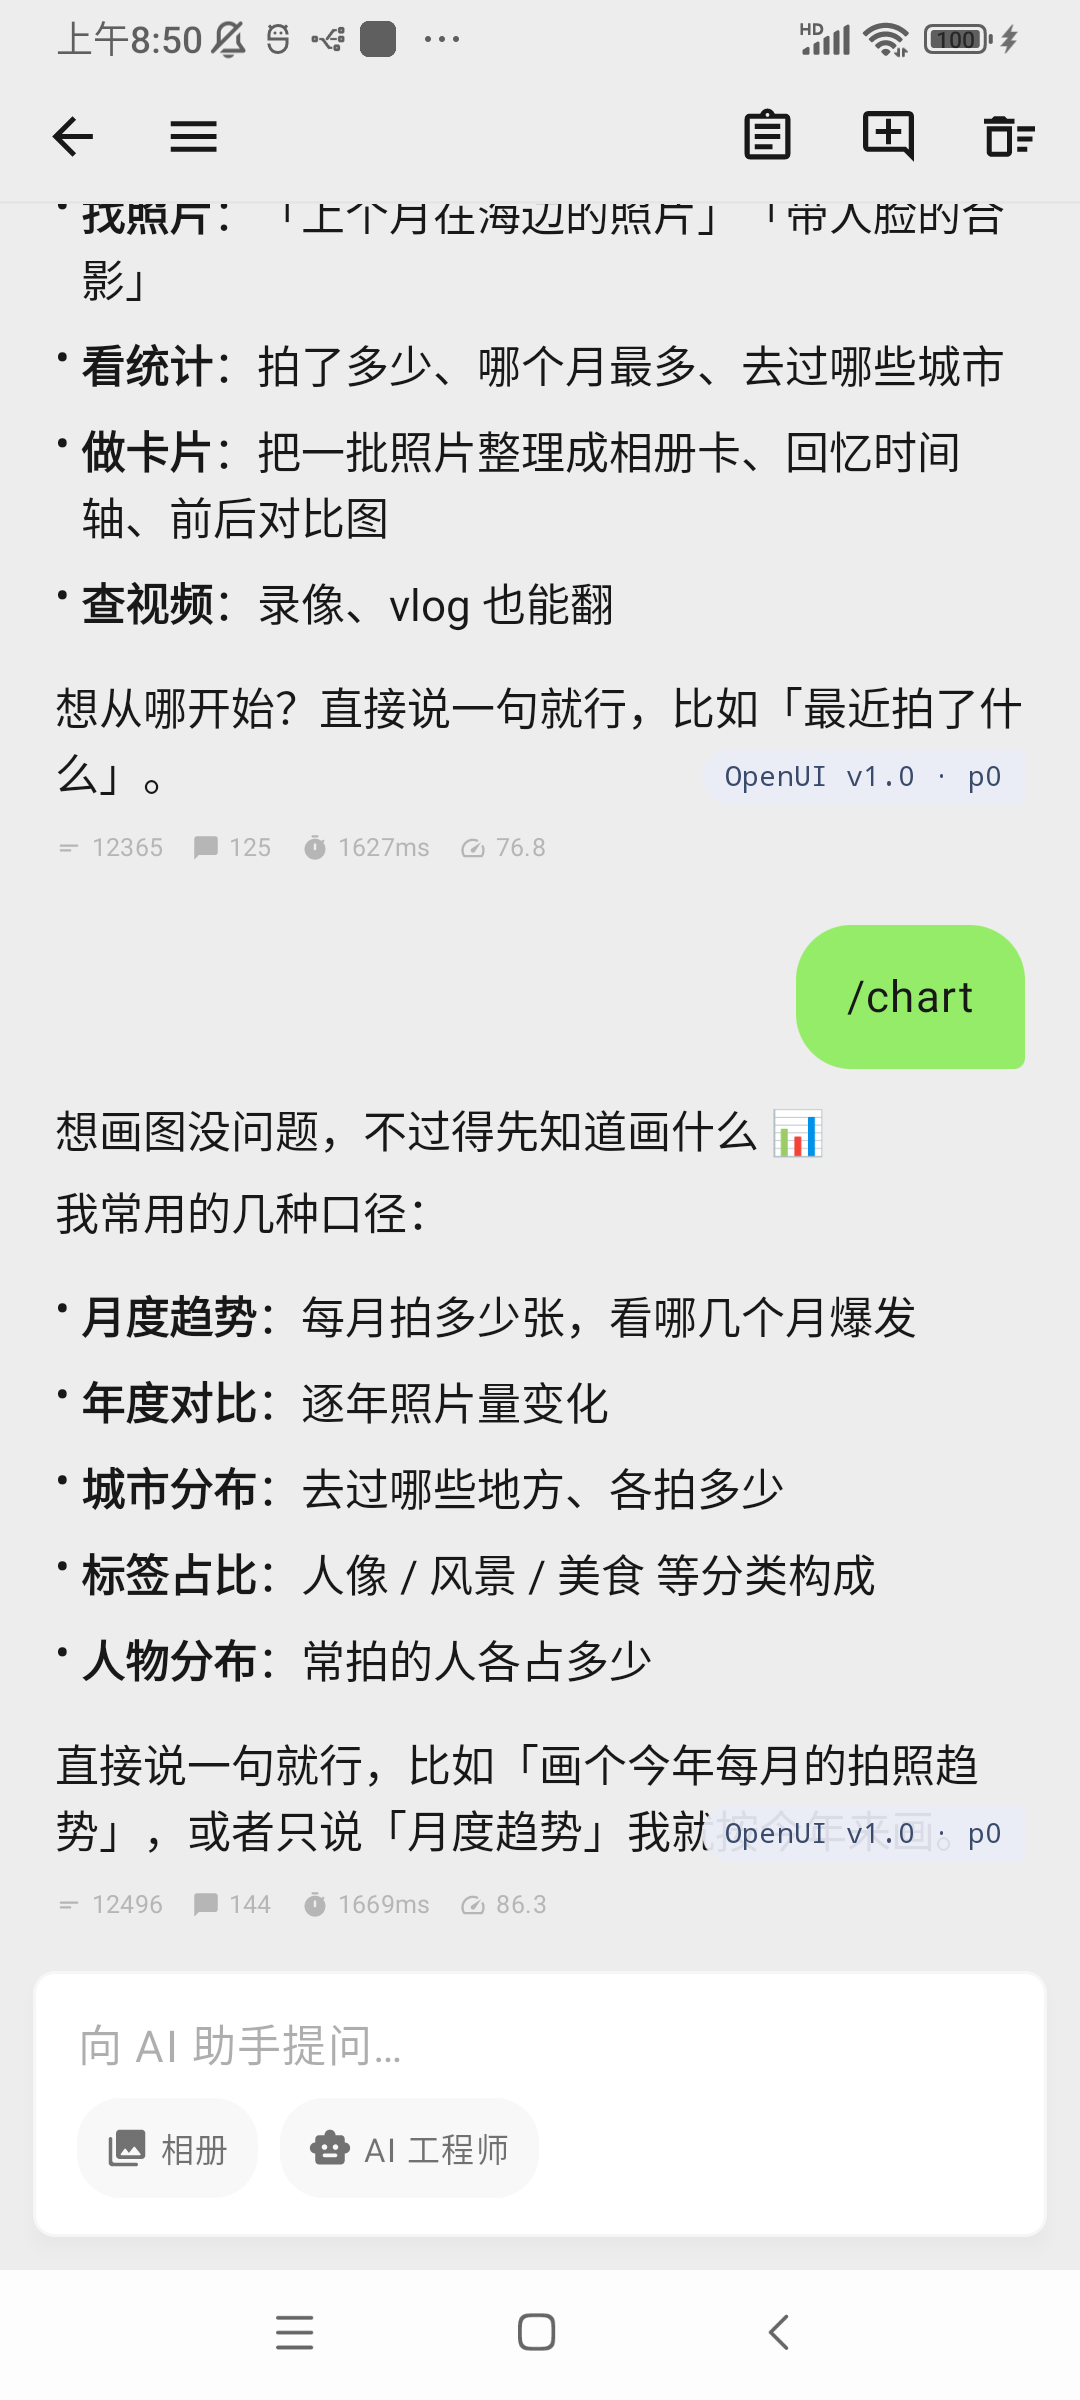 上午8:50
HD
100
找照片：「上个月在海边的照片」「带人脸的合
影」
看统计：拍了多少、哪个月最多、去过哪些城市
做卡片：把一批照片整理成相册卡、回忆时间
轴、前后对比图
查视频：录像、vlog 也能翻
想从哪开始？直接说一句就行，比如「最近拍了什
么」。
OpenUI v1.0 · p0
12365 125 1627ms 76.8
/chart
想画图没问题，不过得先知道画什么 📊
我常用的几种口径：
月度趋势：每月拍多少张，看哪几个月爆发
年度对比：逐年照片量变化
城市分布：去过哪些地方、各拍多少
标签占比：人像 / 风景 / 美食 等分类构成
人物分布：常拍的人各占多少
直接说一句就行，比如「画个今年每月的拍照趋
势」，或者只说「月度趋势」我就按今年来画。
OpenUI v1.0 · p0
12496 144 1669ms 86.3
向 AI 助手提问...
相册
AI 工程师